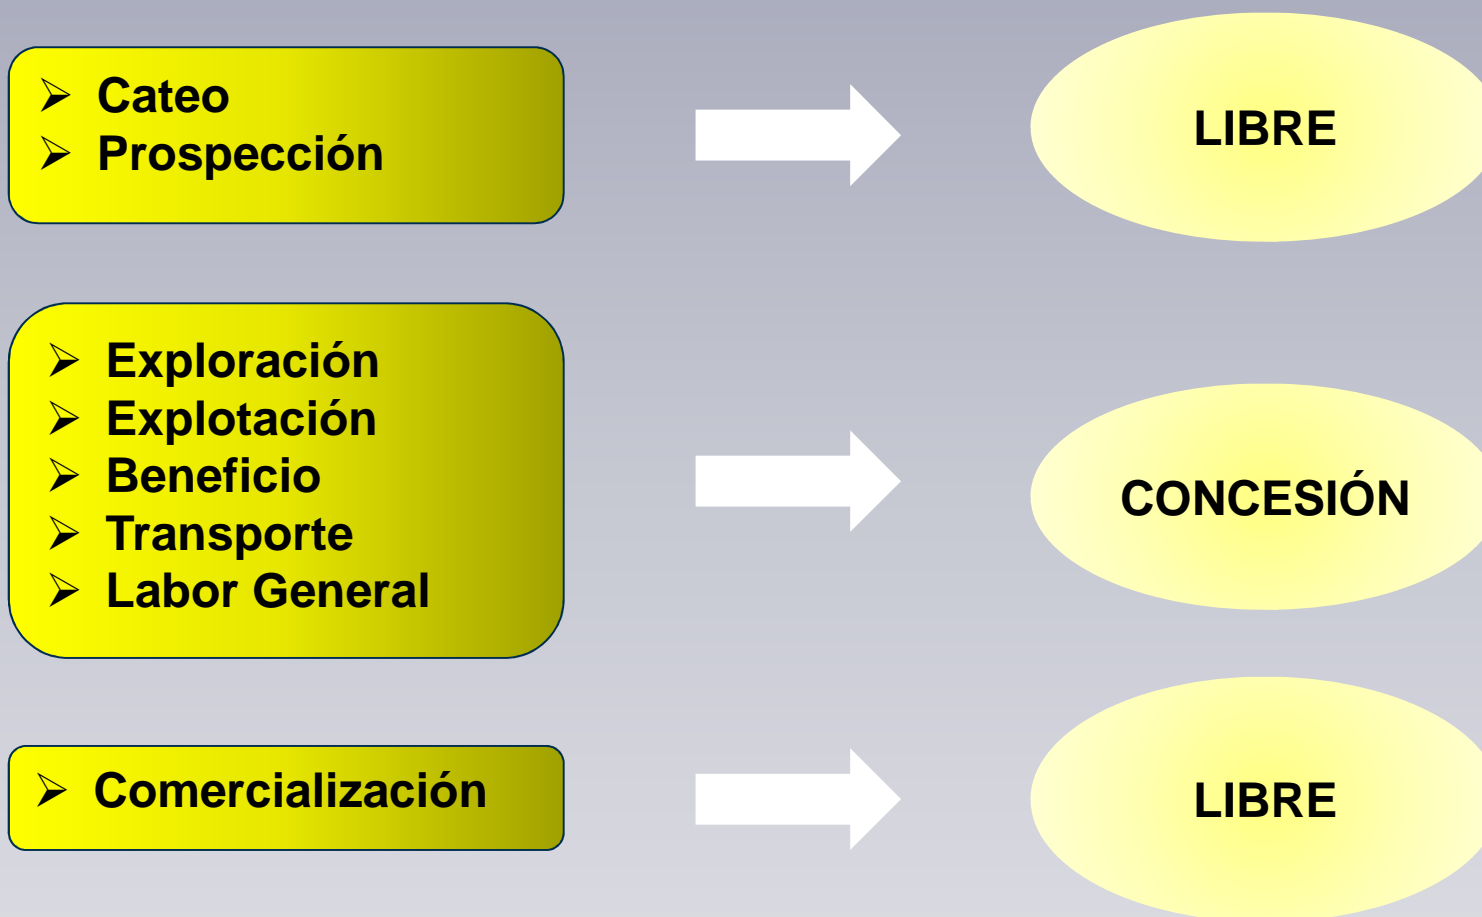 ➢ Cateo
➢ Prospección
LIBRE
➢ Exploración
➢ Explotación
➢ Beneficio
➢ Transporte
➢ Labor General
CONCESIÓN
➢ Comercialización
LIBRE